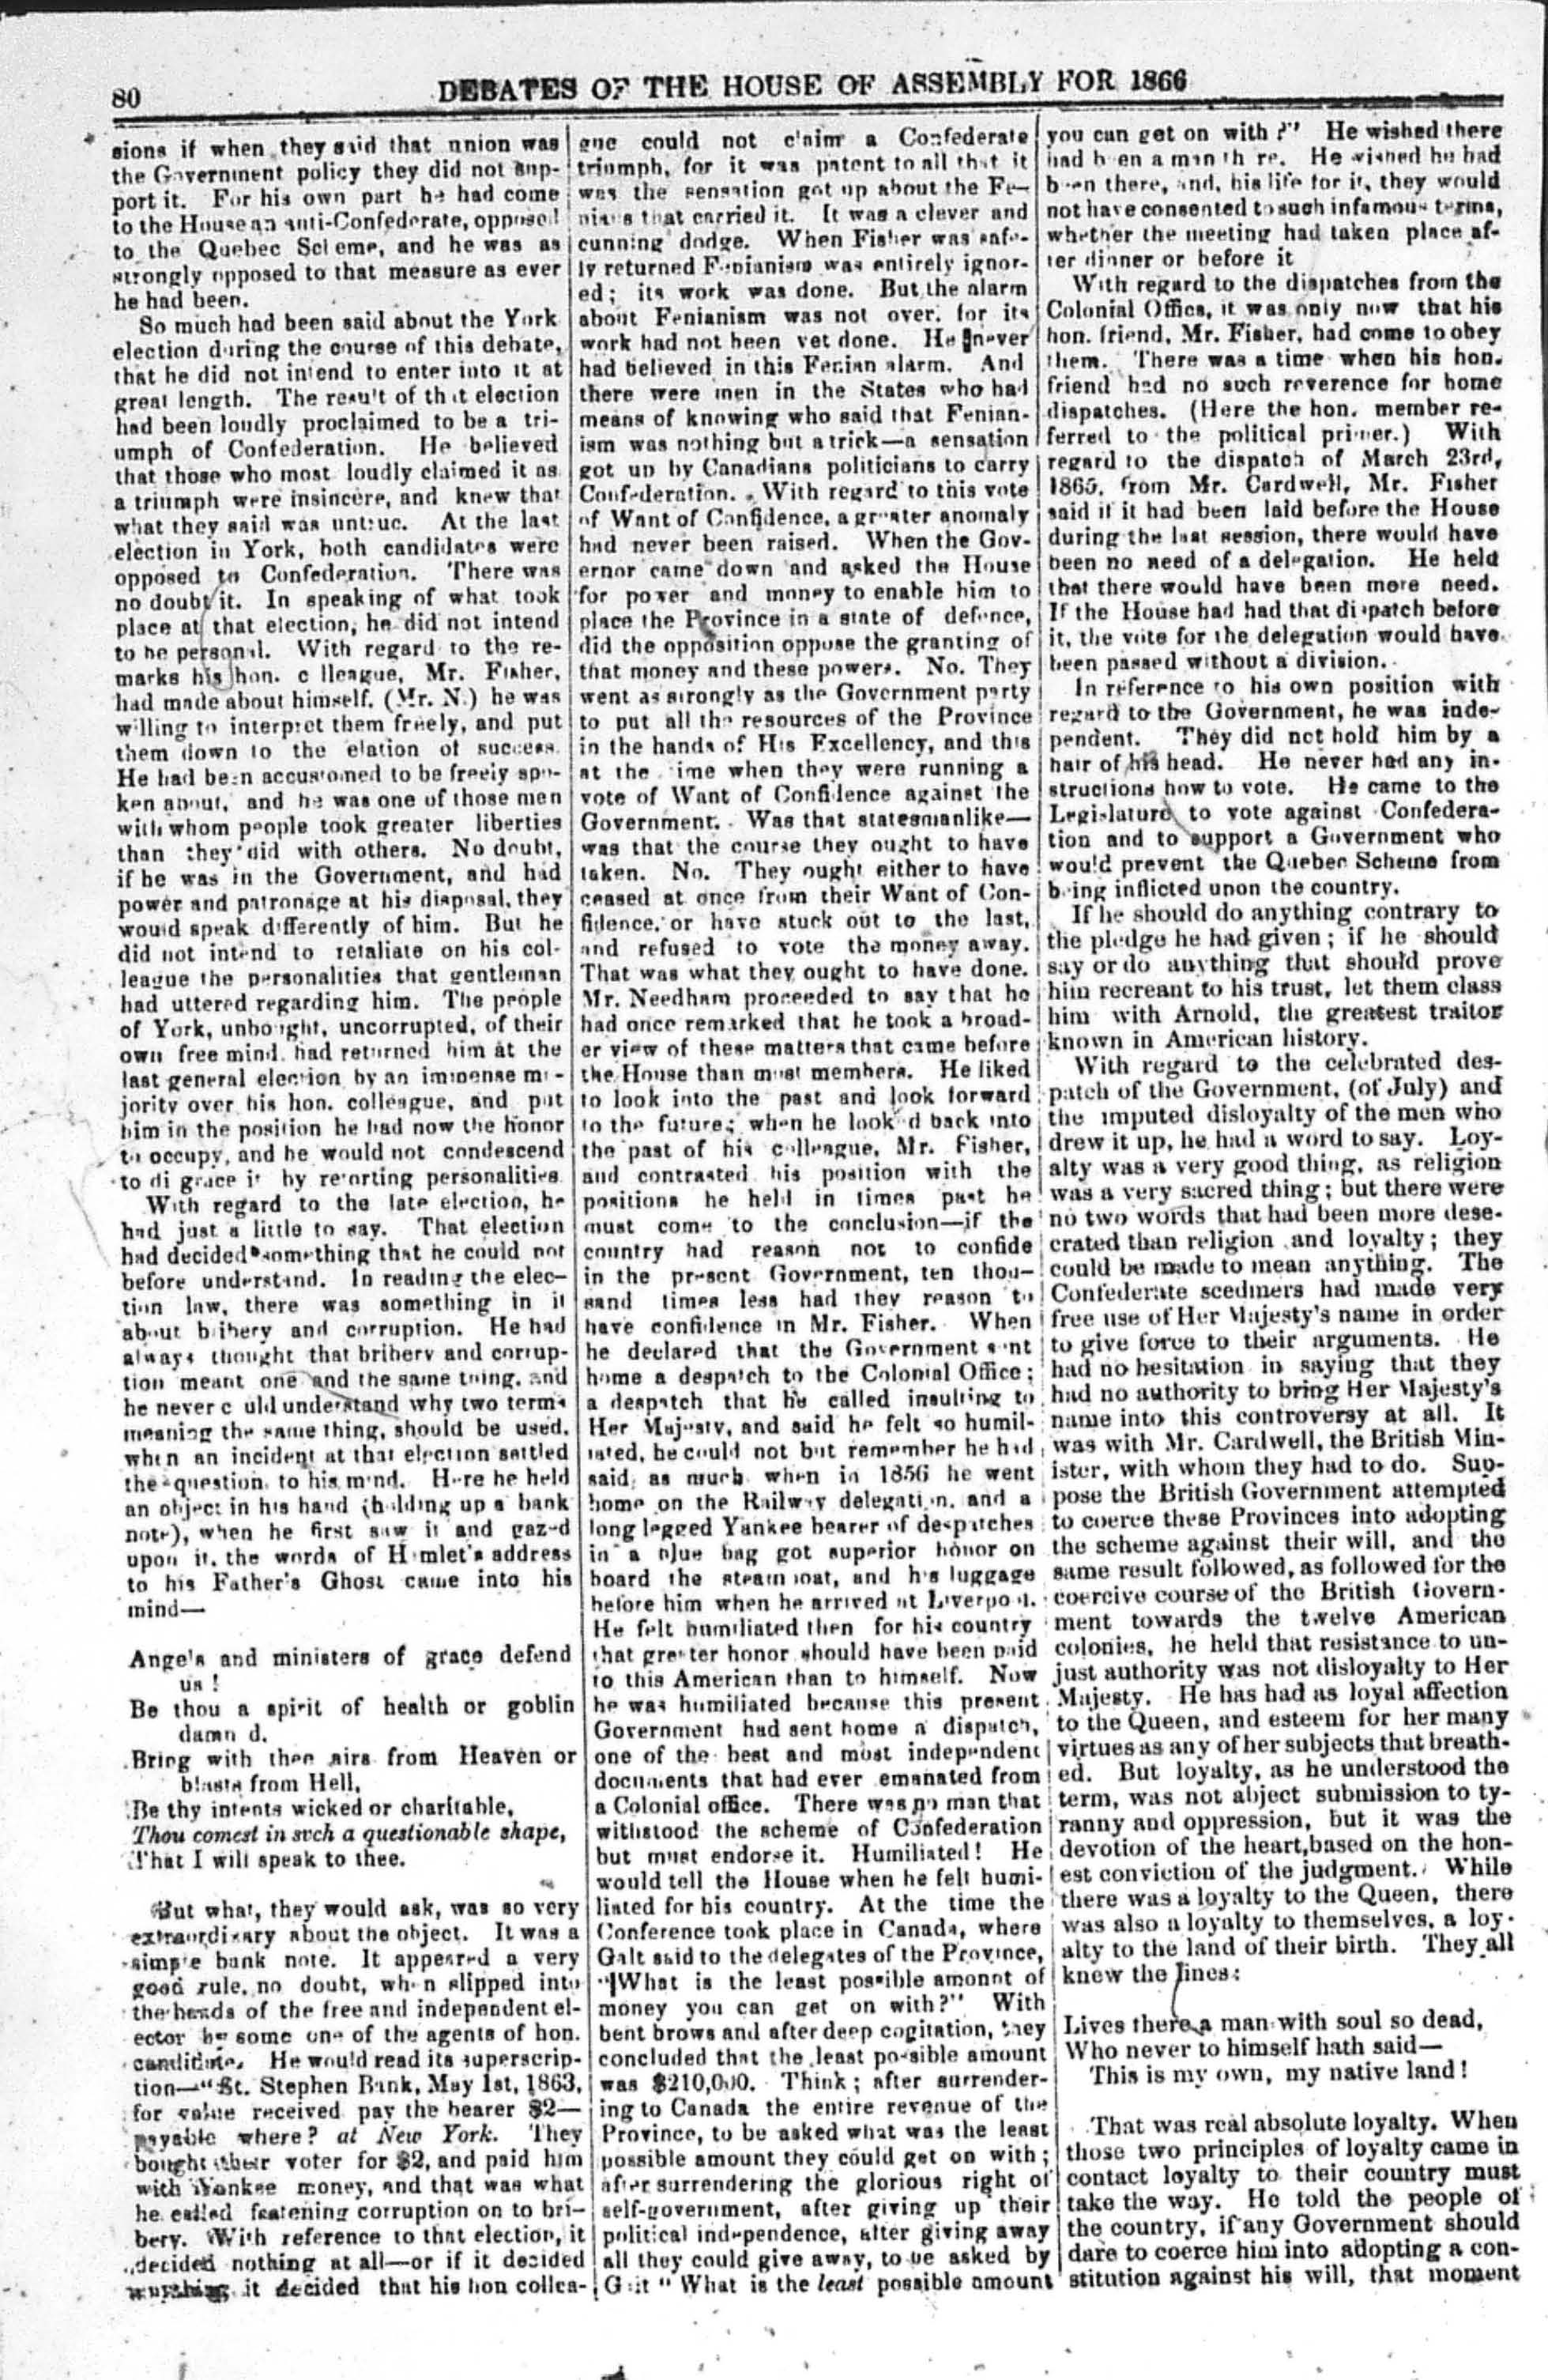 80
DEBATES OF THE HOUSE OF ASSEMBLY FOR 1866
sions if when they said that union was
the Government policy they did not sup-
port it. For his own part he had come
to the House an anti-Confederate, opposed
to the Quebec Scheme, and he was as
strongly opposed to that measure as ever
he had been.
So much had been said about the York
election during the course of this debate,
that he did not intend to enter into it at
great length. The result of that election
had been loudly proclaimed to be a tri-
umph of Confederation. He believed
that those who most loudly claimed it as
a triumph were insincere, and knew that
what they said was untruc. At the last
election in York, both candidates were
opposed to Confederation. There was
no doubt it. In speaking of what took
place at that election, he did not intend
to be personal. With regard to the re-
marks his hon. colleague, Mr. Fisher,
had made about himself, (Mr. N.) he was
willing to interpret them freely, and put
them down to the elation of success.
He had been accustomed to be freely spo-
ken about, and he was one of those men
with whom people took greater liberties
than they did with others. No doubt,
if he was in the Government, and had
power and patronage at his disposal, they
would speak differently of him. But he
did not intend to retaliate on his col-
league the personalities that gentleman
had uttered regarding him. The people
of York, unbought, uncorrupted, of their
own free mind, had returned him at the
last general election by an immense ma-
jority over his hon. colleague, and put
him in the position he had now the honor
to occupy, and he would not condescend
to disgrace it by retorting personalities
With regard to the late election, he
had just a little to say. That election
had decided something that he could not
before understand. In reading the elec-
tion law, there was something in it
about bribery and corruption. He had
always thought that bribery and corrup-
tion meant one and the same thing, and
he never could understand why two terms
meaning the same thing, should be used,
when an incident at that election settled
the question to his mind. Here he held
an object in his hand (holding up a bank
note), when he first saw it and gazed
upon it, the words of Hamlet's address
to his Father's Ghost came into his
mind—
Angels and ministers of grace defend
us!
Be thou a spirit of health or goblin
damn d,
Bring with thee airs from Heaven or
blasts from Hell,
Be thy intents wicked or charitable,
Thou comest in svch a questionable shape,
That I will speak to thee.
But what, they would ask, was so very
extraordinary about the object. It was a
simple bank note. It appeared a very
good rule, no doubt, when slipped into
the hands of the free and independent el-
ector by some one of the agents of hon.
candidate. He would read its superscrip-
tion—"St. Stephen Bank, May 1st, 1863,
for value received pay the bearer $2—
payable where? at New York. They
bought their voter for $2, and paid him
with Yankee money, and that was what
he called featening corruption on to bri-
bery. With reference to that election, it
decided nothing at all—or if it decided
anything it decided that his hon collea-
gue could not claim a Confederate
triumph, for it was patent to all that it
was the sensation got up about the Fe-
nians that carried it. It was a clever and
cunning dodge. When Fisher was safe-
ly returned Fenianism was entirely ignor-
ed; its work was done. But the alarm
about Fenianism was not over, for its
work had not been yet done. He never
had believed in this Fenian alarm. And
there were men in the States who had
means of knowing who said that Fenian-
ism was nothing but a trick—a sensation
got up by Canadians politicians to carry
Confederation. With regard to this vote
of Want of Confidence, a greater anomaly
had never been raised. When the Gov-
ernor came down and asked the House
for power and money to enable him to
place the Province in a state of defence,
did the opposition oppose the granting of
that money and these powers. No. They
went as strongly as the Government party
to put all the resources of the Province
in the hands of His Excellency, and this
at the time when they were running a
vote of Want of Confidence against the
Government. Was that statesmanlike—
was that the course they ought to have
taken. No. They ought either to have
ceased at once from their Want of Con-
fidence, or have stuck out to the last,
and refused to vote the money away.
That was what they ought to have done.
Mr. Needham proceeded to say that he
had once remarked that he took a broad-
er view of these matters that came before
the House than most members. He liked
to look into the past and look forward
to the future; when he look'd back into
the past of his colleague, Mr. Fisher,
and contrasted his position with the
positions he held in times past he
must come to the conclusion—if the
country had reason not to confide
in the present Government, ten thou-
sand times less had they reason to
have confidence in Mr. Fisher. When
he declared that the Government sent
home a despatch to the Colonial Office;
a despatch that he called insulting to
Her Majesty, and said he felt so humil-
iated, he could not but remember he had
said as much when in 1856 he went
home on the Railway delegation, and a
long legged Yankee bearer of despatches
in a blue bag got superior honor on
board the steamboat, and his luggage
before him when he arrived at Liverpool.
He felt humiliated then for his country
that greater honor should have been paid
to this American than to himself. Now
he was humiliated because this present
Government had sent home a dispatch,
one of the best and most independent
documents that had ever emanated from
a Colonial office. There was no man that
withstood the scheme of Confederation
but must endorse it. Humiliated! He
would tell the House when he felt humi-
liated for his country. At the time the
Conference took place in Canada, where
Galt said to the delegates of the Province,
"What is the least possible amonnt of
money you can get on with?" With
bent brows and after deep cogitation, they
concluded that the least possible amount
was $210,000. Think; after surrender-
ing to Canada the entire revenue of the
Province, to be asked what was the least
possible amount they could get on with;
after surrendering the glorious right of
self-government, after giving up their
political independence, after giving away
all they could give away, to be asked by
Galt "What is the least possible amount
you can get on with?" He wished there
had been a man there. He wished he had
been there, and, his life for it, they would
not have consented to such infamous terms,
whether the meeting had taken place af-
ter dinner or before it
With regard to the dispatches from the
Colonial Office, it was only now that his
hon. friend, Mr. Fisher, had come to obey
them. There was a time when his hon.
friend had no such reverence for home
dispatches. (Here the hon. member re-
ferred to the political primer.) With
regard to the dispatch of March 23rd,
1865, from Mr. Cardwell, Mr. Fisher
said if it had been laid before the House
during the last session, there would have
been no need of a delegation. He held
that there would have been more need.
If the House had had that dispatch before
it, the vote for the delegation would have
been passed without a division.
In reference to his own position with
regard to the Government, he was inde-
pendent. They did not hold him by a
hair of his head. He never had any in-
structions how to vote. He came to the
Legislature to vote against Confedera-
tion and to support a Government who
would prevent the Quebec Scheme from
being inflicted upon the country.
If he should do anything contrary to
the pledge he had given; if he should
say or do anything that should prove
him recreant to his trust, let them class
him with Arnold, the greatest traitor
known in American history.
With regard to the celebrated des-
patch of the Government, (of July) and
the imputed disloyalty of the men who
drew it up, he had a word to say. Loy-
alty was a very good thing, as religion
was a very sacred thing; but there were
no two words that had been more dese-
crated than religion and loyalty; they
could be made to mean anything. The
Confederate scedmers had made very
free use of Her Majesty's name in order
to give force to their arguments. He
had no hesitation in saying that they
had no authority to bring Her Majesty's
name into this controversy at all. It
was with Mr. Cardwell, the British Min-
ister, with whom they had to do. Sup-
pose the British Government attempted
to coerce these Provinces into adopting
the scheme against their will, and the
same result followed, as followed for the
coercive course of the British Govern-
ment towards the twelve American
colonies, he held that resistance to un-
just authority was not disloyalty to Her
Majesty. He has had as loyal affection
to the Queen, and esteem for her many
virtues as any of her subjects that breath-
ed. But loyalty, as he understood the
term, was not abject submission to ty-
ranny and oppression, but it was the
devotion of the heart, based on the hon-
est conviction of the judgment. While
there was a loyalty to the Queen, there
was also a loyalty to themselves, a loy-
alty to the land of their birth. They all
knew the lines:
Lives there a man with soul so dead,
Who never to himself hath said—
This is my own, my native land!
That was real absolute loyalty. When
those two principles of loyalty came in
contact loyalty to their country must
take the way. He told the people of
the country, if any Government should
dare to coerce him into adopting a con-
stitution against his will, that moment